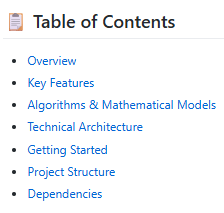 Table of Contents
Overview
Key Features
Algorithms & Mathematical Models
Technical Architecture
Getting Started
Project Structure
Dependencies